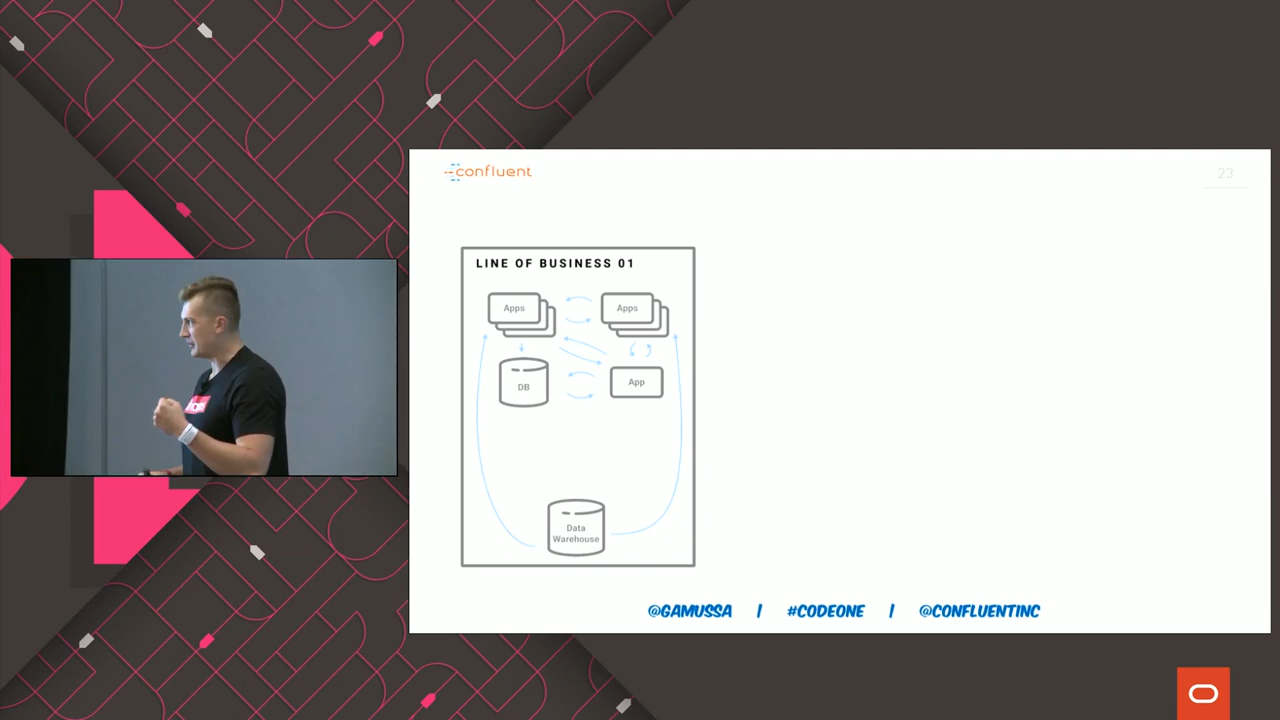 confluent
23
LINE OF BUSINESS 01
Apps
Apps
DB
App
Data
Warehouse
@GAMUSSA | #CODEONE | @CONFLUENTINC